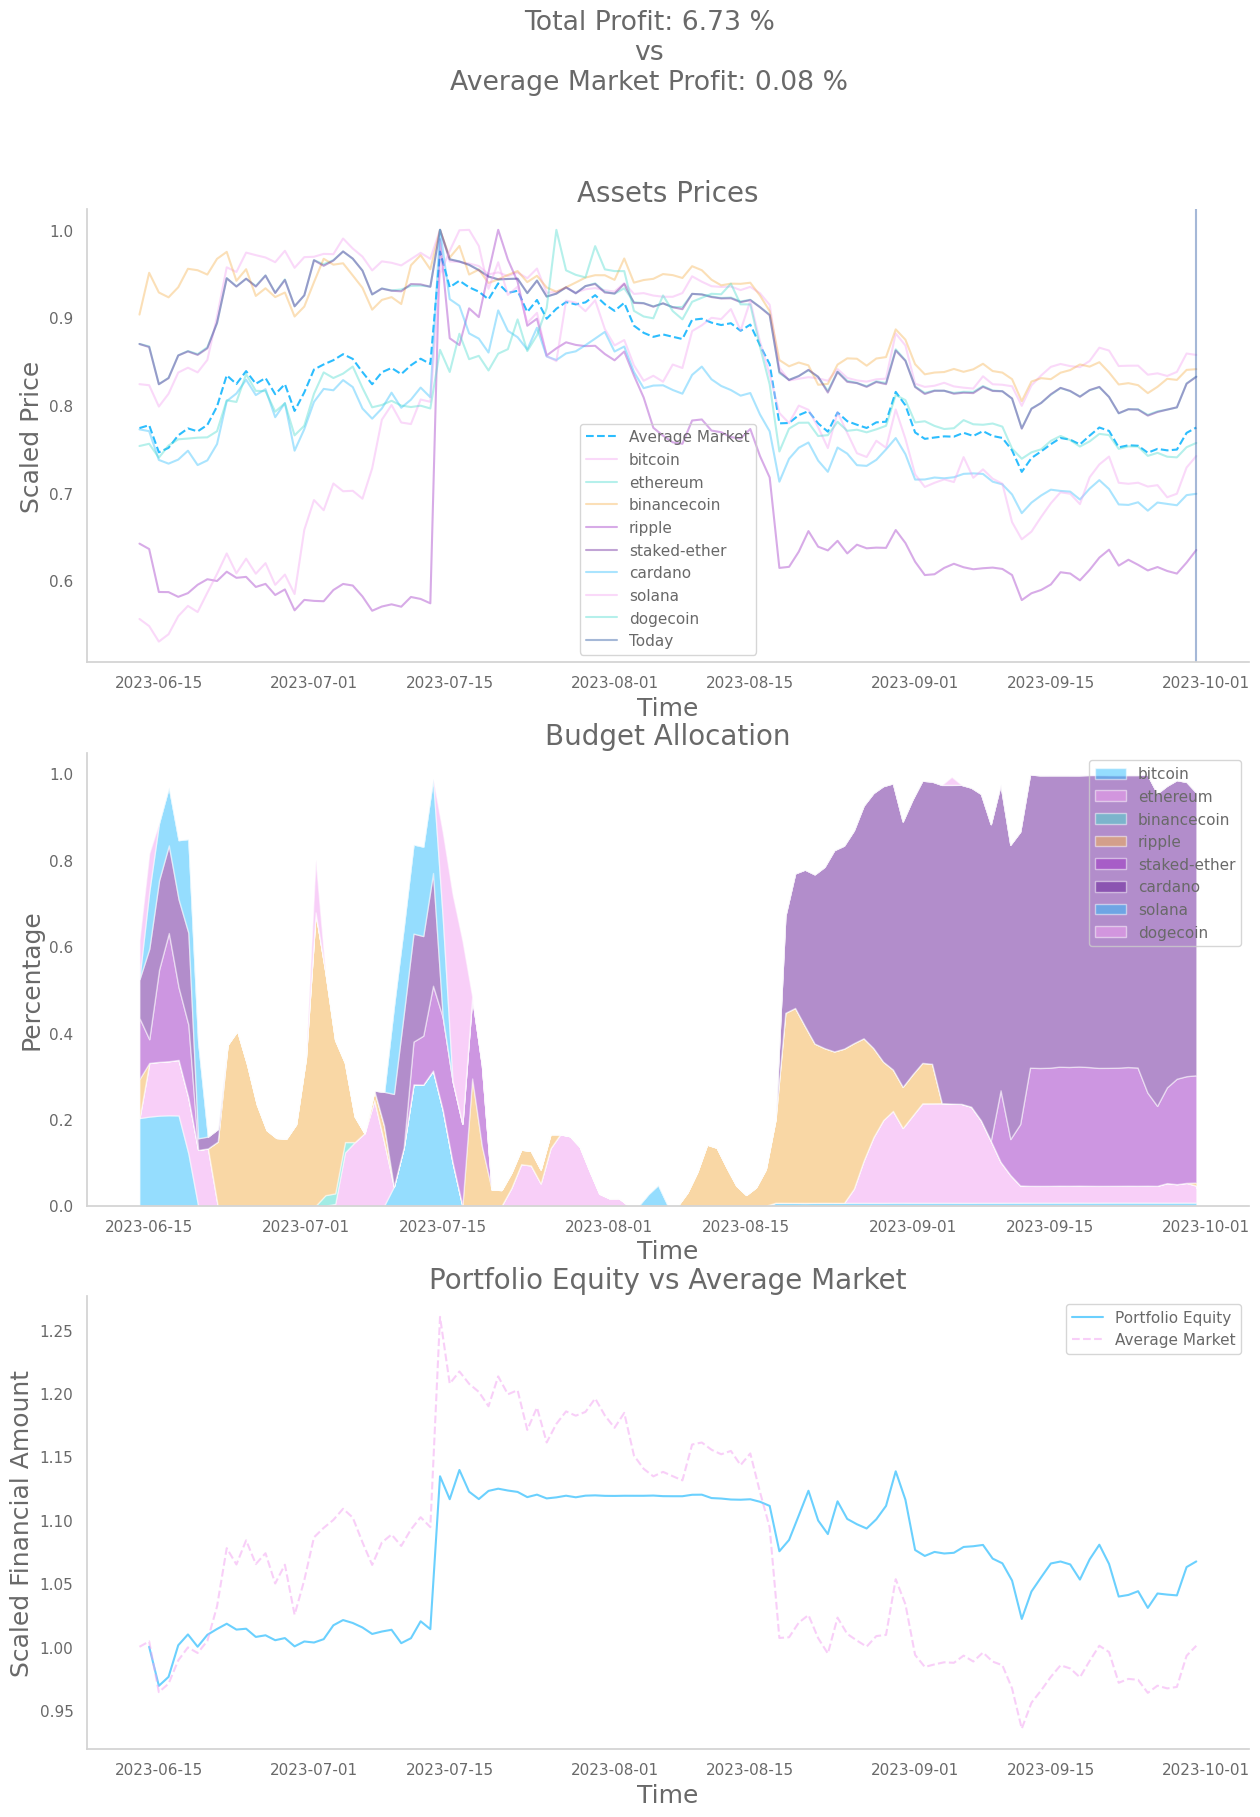 Total Profit: 6.73 %
vs
Average Market Profit: 0.08 %
Assets Prices
Scaled Price
1.0
0.9
0.8
0.7
0.6
Average Market
bitcoin
ethereum
binancecoin
ripple
staked-ether
cardano
solana
dogecoin
Today
2023-06-15 2023-07-01 2023-07-15 2023-08-01 2023-08-15 2023-09-01 2023-09-15 2023-10-01
Time
Budget Allocation
Percentage
1.0
0.8
0.6
0.4
0.2
0.0
bitcoin
ethereum
binancecoin
ripple
staked-ether
cardano
solana
dogecoin
2023-06-15 2023-07-01 2023-07-15 2023-08-01 2023-08-15 2023-09-01 2023-09-15 2023-10-01
Time
Portfolio Equity vs Average Market
Scaled Financial Amount
1.25
1.20
1.15
1.10
1.05
1.00
0.95
Portfolio Equity
Average Market
2023-06-15 2023-07-01 2023-07-15 2023-08-01 2023-08-15 2023-09-01 2023-09-15 2023-10-01
Time